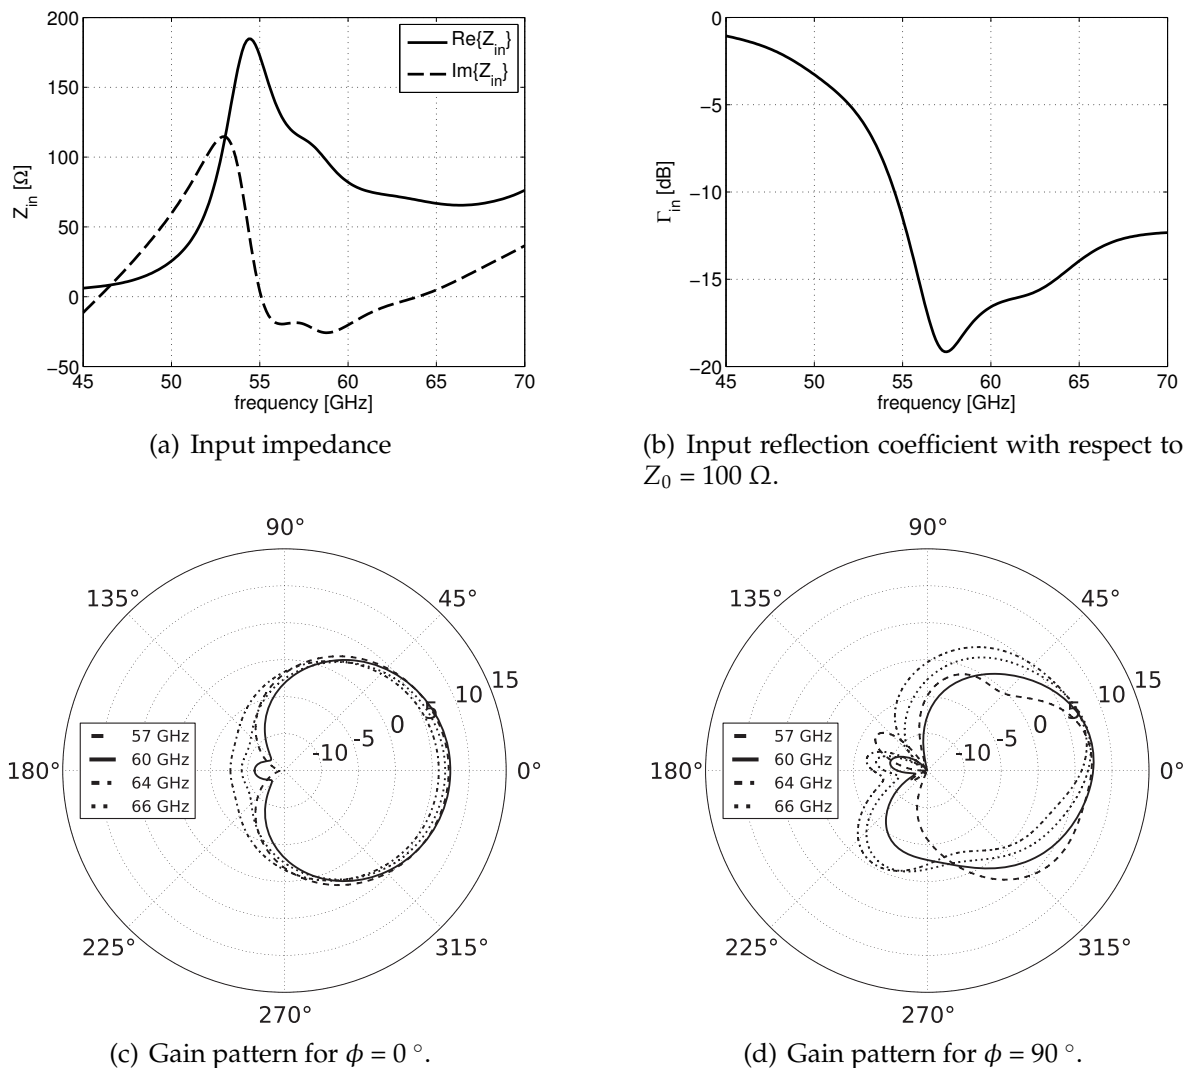 200
150
100
50
0
−50
45 50 55 60 65 70
Z_in [Ω]
frequency [GHz]
Re{Z_in}
Im{Z_in}
(a) Input impedance
0
−5
−10
−15
−20
45 50 55 60 65 70
Γ_in [dB]
frequency [GHz]
(b) Input reflection coefficient with respect to
Z_0 = 100 Ω.
90°
135° 45°
15
10
5
0
-5
-10
180° 0°
57 GHz
60 GHz
64 GHz
66 GHz
225° 315°
270°
(c) Gain pattern for ϕ = 0 °.
90°
135° 45°
15
10
5
0
-5
-10
180° 0°
57 GHz
60 GHz
64 GHz
66 GHz
225° 315°
270°
(d) Gain pattern for ϕ = 90 °.